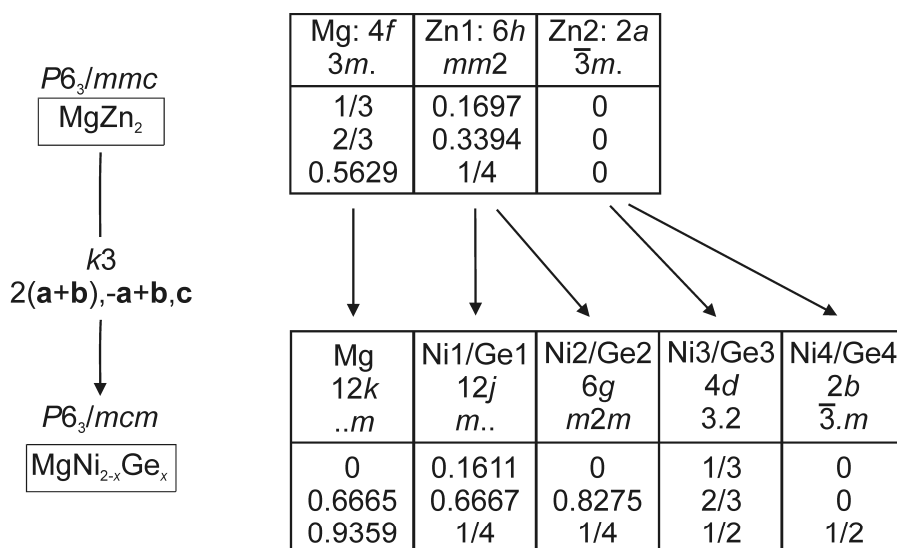 Mg: 4f Zn1: 6h Zn2: 2a
3m. mm2 3̅m.
P6₃/mmc
MgZn₂
1/3 0.1697 0
2/3 0.3394 0
0.5629 1/4 0
k3
2(a+b),-a+b,c
Mg Ni1/Ge1 Ni2/Ge2 Ni3/Ge3 Ni4/Ge4
12k 12j 6g 4d 2b
..m m.. m2m 3.2 3̅.m
P6₃/mcm
MgNi₂₋ₓGeₓ
0 0.1611 0 1/3 0
0.6665 0.6667 0.8275 2/3 0
0.9359 1/4 1/4 1/2 1/2